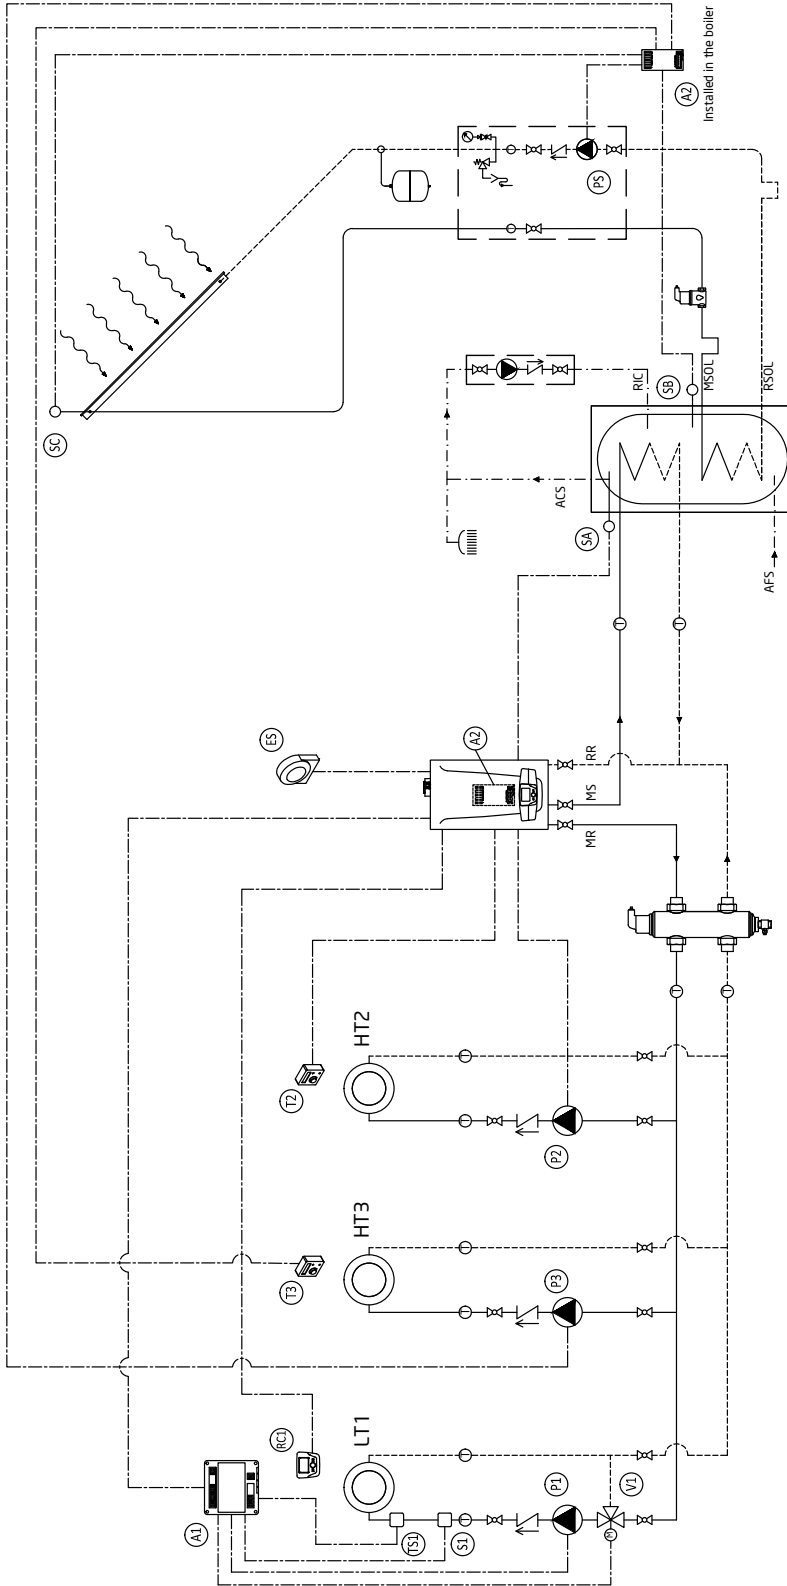 SC
A1
ES
RC1
T3
T2
LT1
HT3
HT2
TS1
S1
T
T
T
T
T
T
A2
P1
P3
P2
ACS
SA
MR
MS
RR
PS
M
T
V1
RIC
SB
T
T
A2
MSOL
Installed in the boiler
T
AFS
RSOL